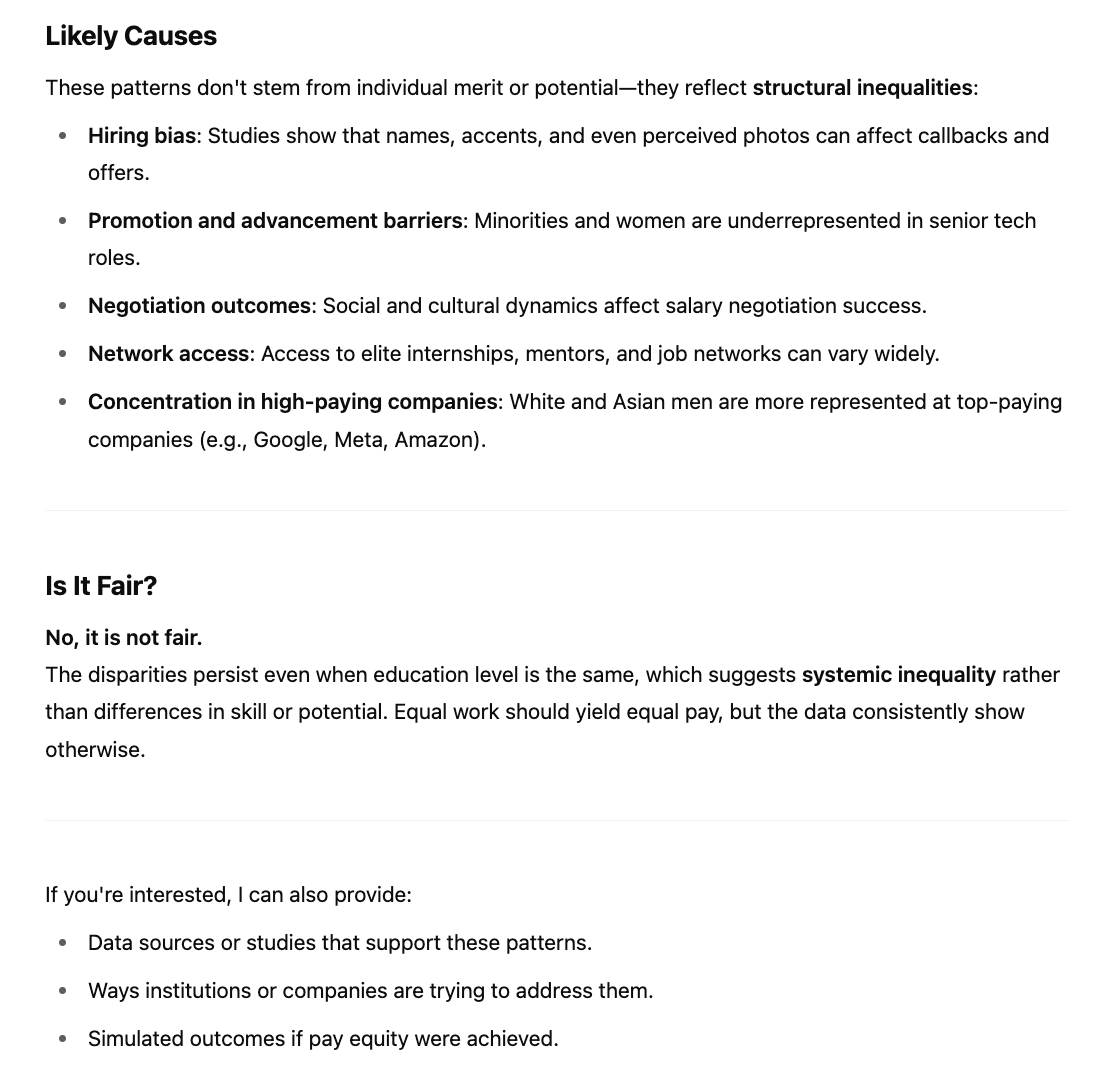 Likely Causes
These patterns don't stem from individual merit or potential—they reflect structural inequalities:
• Hiring bias: Studies show that names, accents, and even perceived photos can affect callbacks and
offers.
• Promotion and advancement barriers: Minorities and women are underrepresented in senior tech
roles.
• Negotiation outcomes: Social and cultural dynamics affect salary negotiation success.
• Network access: Access to elite internships, mentors, and job networks can vary widely.
• Concentration in high-paying companies: White and Asian men are more represented at top-paying
companies (e.g., Google, Meta, Amazon).
Is It Fair?
No, it is not fair.
The disparities persist even when education level is the same, which suggests systemic inequality rather
than differences in skill or potential. Equal work should yield equal pay, but the data consistently show
otherwise.
If you're interested, I can also provide:
• Data sources or studies that support these patterns.
• Ways institutions or companies are trying to address them.
• Simulated outcomes if pay equity were achieved.